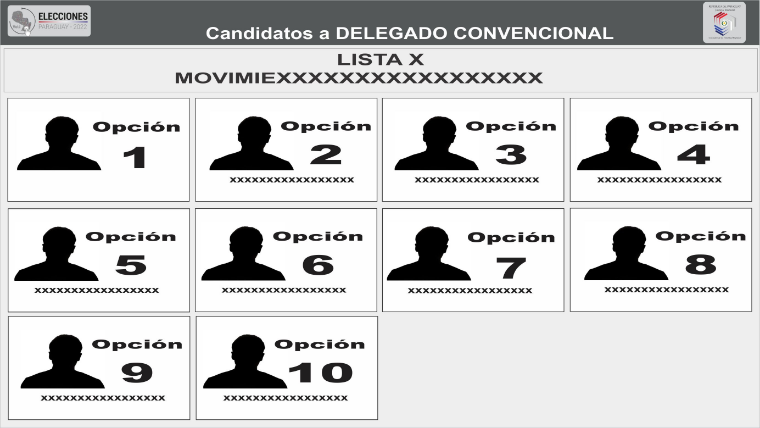 ELECCIONES
PARAGUAY - 2022
Candidatos a DELEGADO CONVENCIONAL
LISTA X
MOVIMIEXXXXXXXXXXXXXXXXX
Opción
1
Opción
2
xxxxxxxxxxxxxxxxx
Opción
3
xxxxxxxxxxxxxxxxx
Opción
4
xxxxxxxxxxxxxxxxx
Opción
5
xxxxxxxxxxxxxxxxx
Opción
6
xxxxxxxxxxxxxxxxx
Opción
7
xxxxxxxxxxxxxxxxx
Opción
8
xxxxxxxxxxxxxxxxx
Opción
9
xxxxxxxxxxxxxxxxx
Opción
10
xxxxxxxxxxxxxxxxx